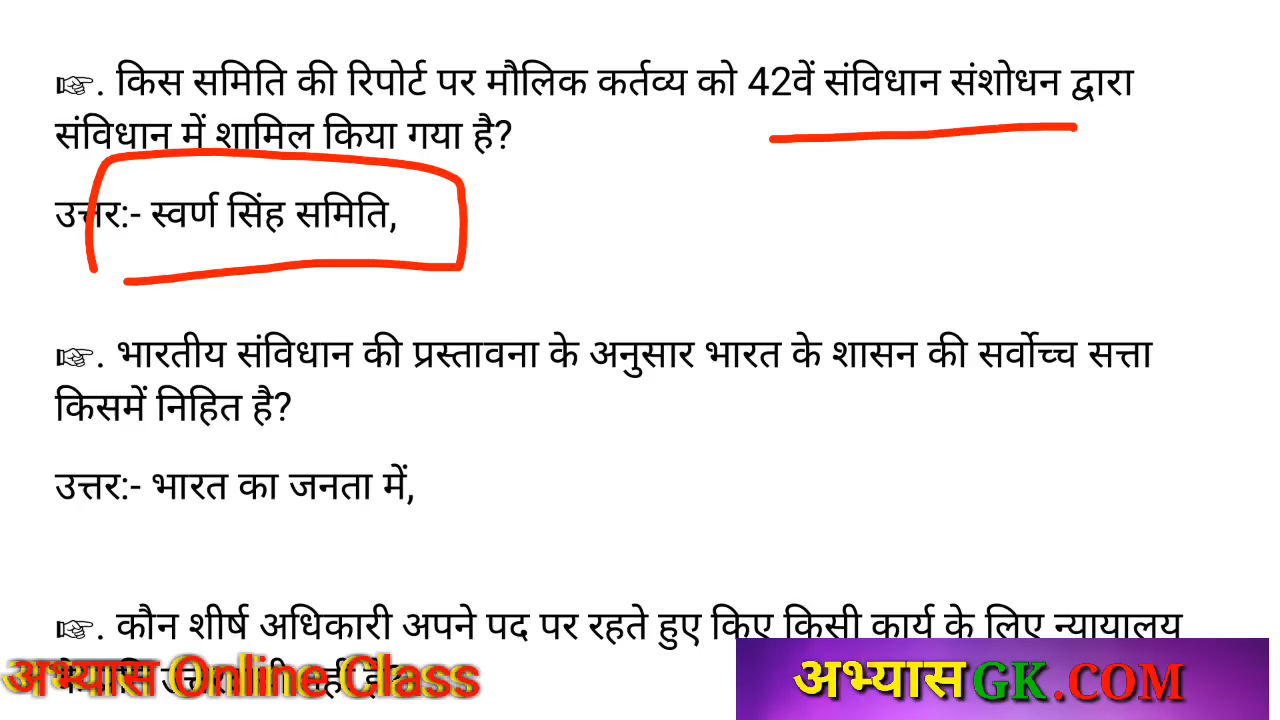 ☞. किस समिति की रिपोर्ट पर मौलिक कर्तव्य को 42वें संविधान संशोधन द्वारा
संविधान में शामिल किया गया है?
उत्तर:- स्वर्ण सिंह समिति,
☞. भारतीय संविधान की प्रस्तावना के अनुसार भारत के शासन की सर्वोच्च सत्ता
किसमें निहित है?
उत्तर:- भारत का जनता में,
☞. कौन शीर्ष अधिकारी अपने पद पर रहते हुए किए किसी कार्य के लिए न्यायालय
अभ्यास Online Class
अभ्यास GK.COM